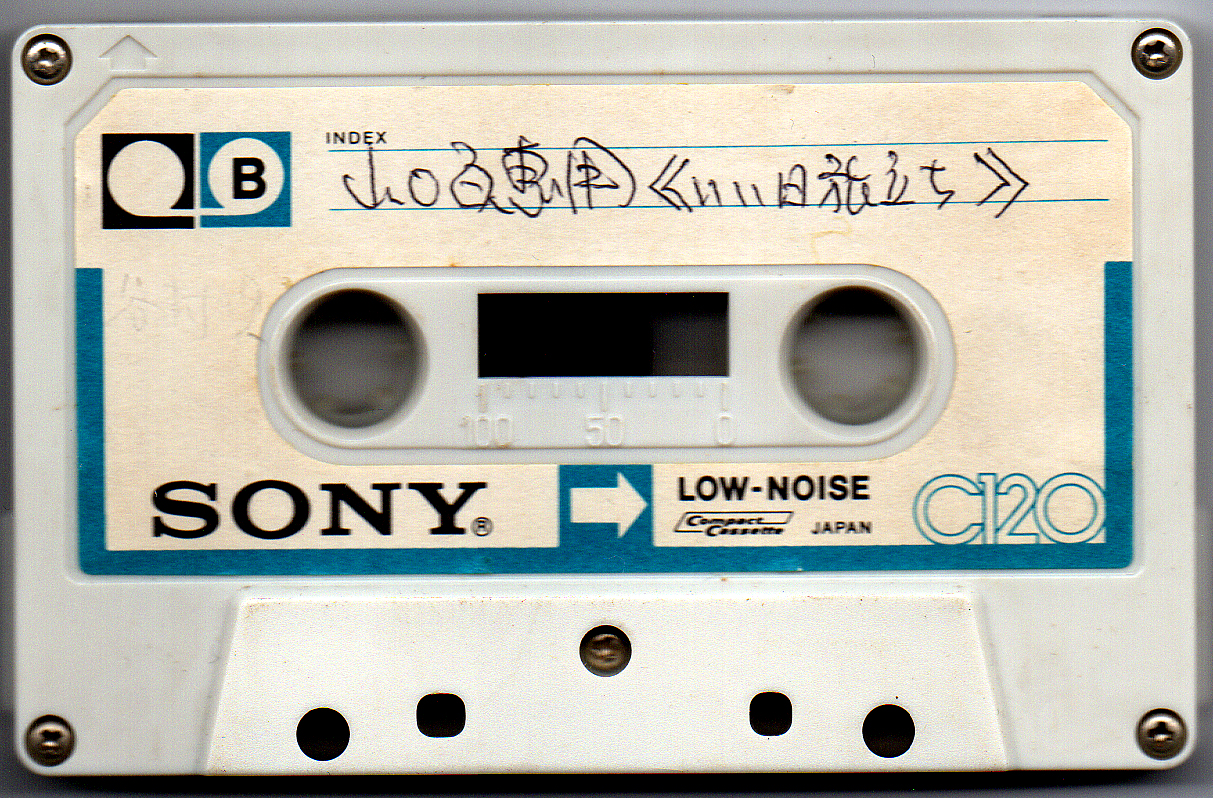 INDEX
B
山口百惠《いい日旅立ち》
100 50 0
SONY®
LOW-NOISE
Compact Cassette JAPAN
C120